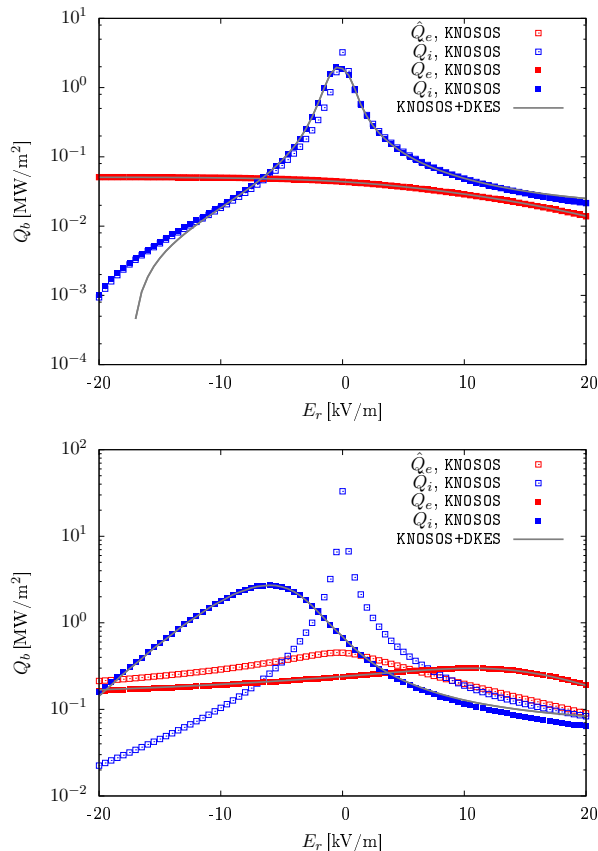 10^1
10^0
10^-1
10^-2
10^-3
10^-4
Q_b [MW/m^2]
Q̂_e, KNOSOS
Q̂_i, KNOSOS
Q_e, KNOSOS
Q_i, KNOSOS
KNOSOS+DKES
-20 -10 0 10 20
E_r [kV/m]
10^2
10^1
10^0
10^-1
10^-2
Q_b [MW/m^2]
Q̂_e, KNOSOS
Q̂_i, KNOSOS
Q_e, KNOSOS
Q_i, KNOSOS
KNOSOS+DKES
-20 -10 0 10 20
E_r [kV/m]